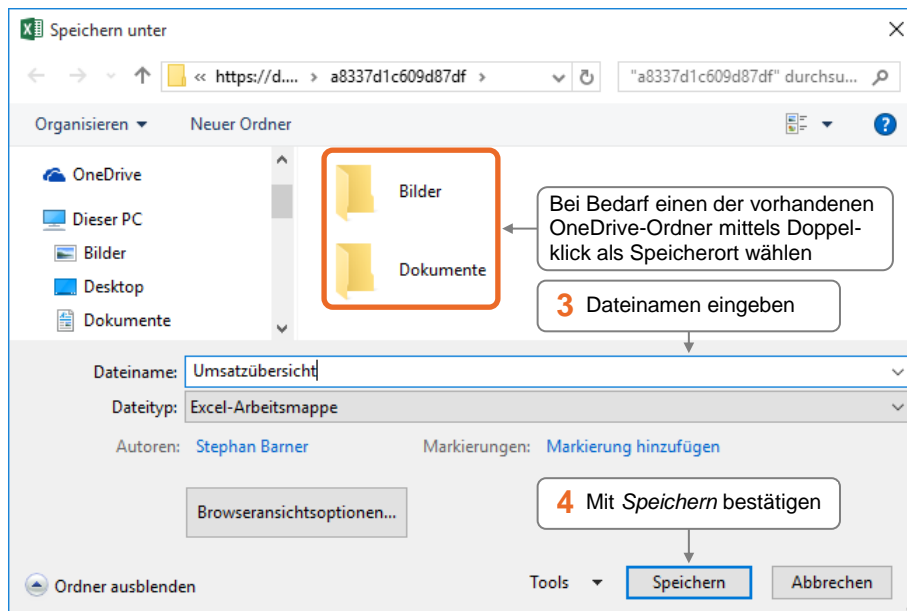 Speichern unter
« https://d.... › a8337d1c609d87df ›
"a8337d1c609d87df" durchsu...
Organisieren
Neuer Ordner
?
OneDrive
Dieser PC
Bilder
Desktop
Dokumente
Bilder
Dokumente
Bei Bedarf einen der vorhandenen
OneDrive-Ordner mittels Doppel-
klick als Speicherort wählen
3 Dateinamen eingeben
Dateiname: Umsatzübersicht
Dateityp: Excel-Arbeitsmappe
Autoren: Stephan Barner
Markierungen: Markierung hinzufügen
Browseransichtsoptionen...
4 Mit Speichern bestätigen
Ordner ausblenden
Tools
Speichern
Abbrechen